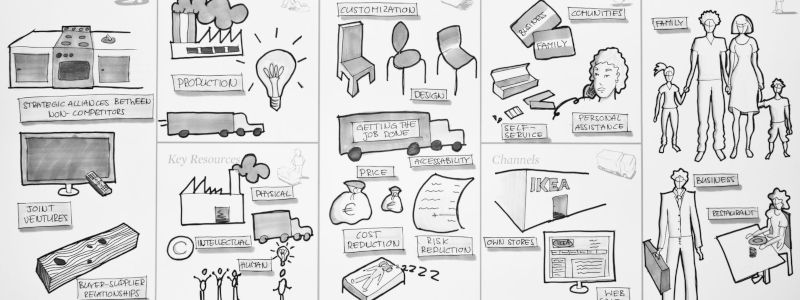 STRATEGIC ALLIANCES BETWEEN
NON-COMPETITORS
JOINT
VENTURES
BUYER-SUPPLIER
RELATIONSHIPS
PRODUCTION
Key Resources
PHYSICAL
C
INTELLECTUAL
HUMAN
CUSTOMIZATION
DESIGN
GETTING THE
JOB DONE
ACCESSABILITY
PRICE
€
COST
REDUCTION
RISK
REDUCTION
ZZZZ
COMUNITIES
BUSINESS
FAMILY
SELF-
SERVICE
PERSONAL
ASSISTANCE
Channels
IKEA
OWN STORES
WEB
FAMILY
BUSINESS
RESTAURANT